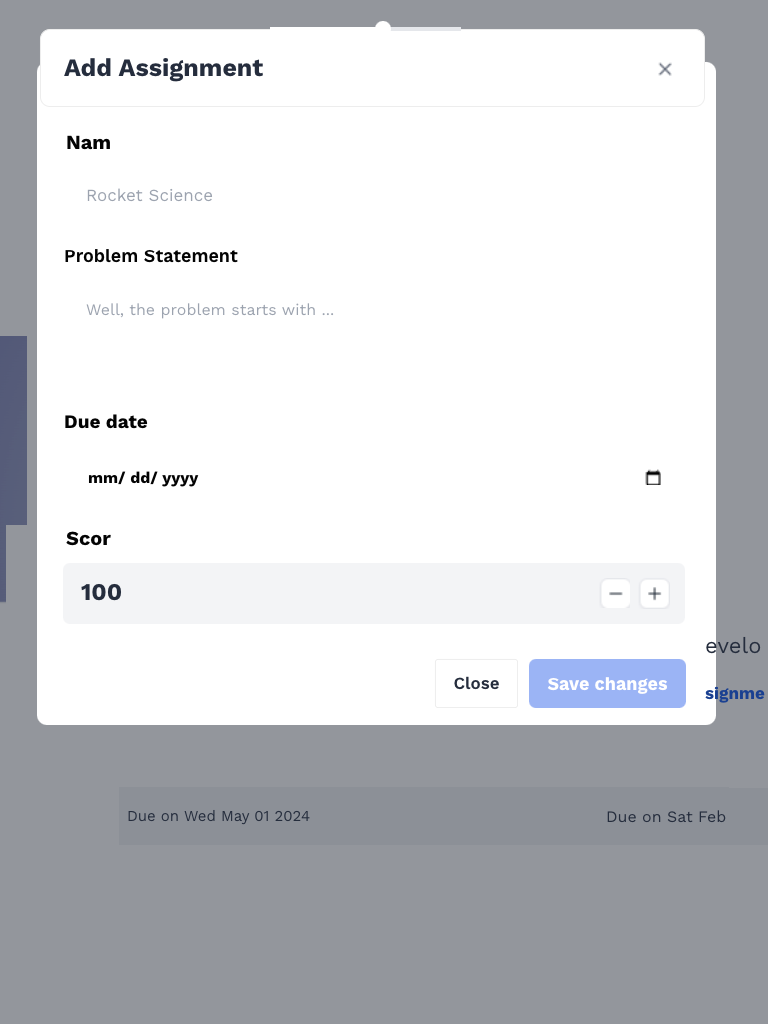 Add Assignment
Nam
Rocket Science
Problem Statement
Well, the problem starts with ...
Due date
mm/ dd/ yyyy
Scor
100
evelo
Close
Save changes
signme
Due on Wed May 01 2024
Due on Sat Feb